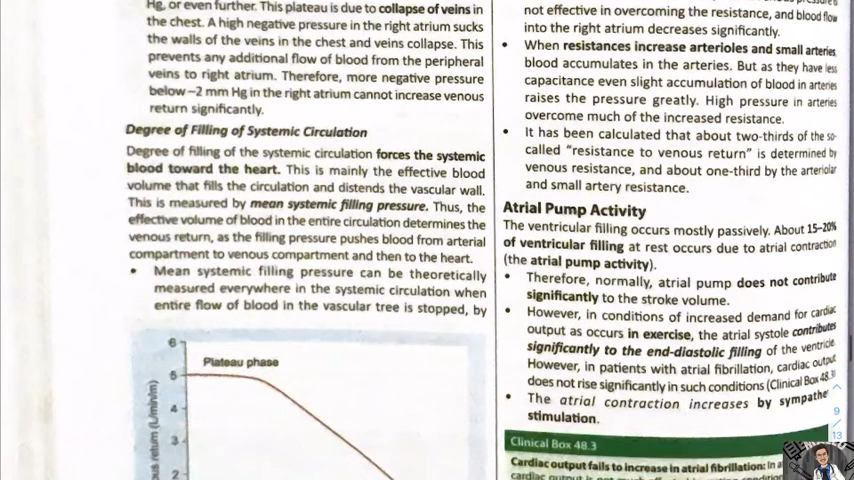 Hg, or even further. This plateau is due to collapse of veins in
the chest. A high negative pressure in the right atrium sucks
the walls of the veins in the chest and veins collapse. This
prevents any additional flow of blood from the peripheral
veins to right atrium. Therefore, more negative pressure
below –2 mm Hg in the right atrium cannot increase venous
return significantly.
Degree of Filling of Systemic Circulation
Degree of filling of the systemic circulation forces the systemic
blood toward the heart. This is mainly the effective blood
volume that fills the circulation and distends the vascular wall.
This is measured by mean systemic filling pressure. Thus, the
effective volume of blood in the entire circulation determines the
venous return, as the filling pressure pushes blood from arterial
compartment to venous compartment and then to the heart.
• Mean systemic filling pressure can be theoretically
measured everywhere in the systemic circulation when
entire flow of blood in the vascular tree is stopped, by
6
Plateau phase
5
4
3
2
return (L/min/m)
not effective in overcoming the resistance, and blood flow
into the right atrium decreases significantly.
• When resistances increase arterioles and small arteries,
blood accumulates in the arteries. But as they have less
capacitance even slight accumulation of blood in arteries
raises the pressure greatly. High pressure in arteries
overcome much of the increased resistance.
• It has been calculated that about two-thirds of the so-
called "resistance to venous return" is determined by
venous resistance, and about one-third by the arteriolar
and small artery resistance.
Atrial Pump Activity
The ventricular filling occurs mostly passively. About 15–20%
of ventricular filling at rest occurs due to atrial contraction
(the atrial pump activity).
• Therefore, normally, atrial pump does not contribute
significantly to the stroke volume.
• However, in conditions of increased demand for cardiac
output as occurs in exercise, the atrial systole contributes
significantly to the end-diastolic filling of the ventricle.
However, in patients with atrial fibrillation, cardiac output
does not rise significantly in such conditions (Clinical Box 48.3)
• The atrial contraction increases by sympathe
stimulation.
Clinical Box 48.3
Cardiac output fails to increase in atrial fibrillation: In a
9
13